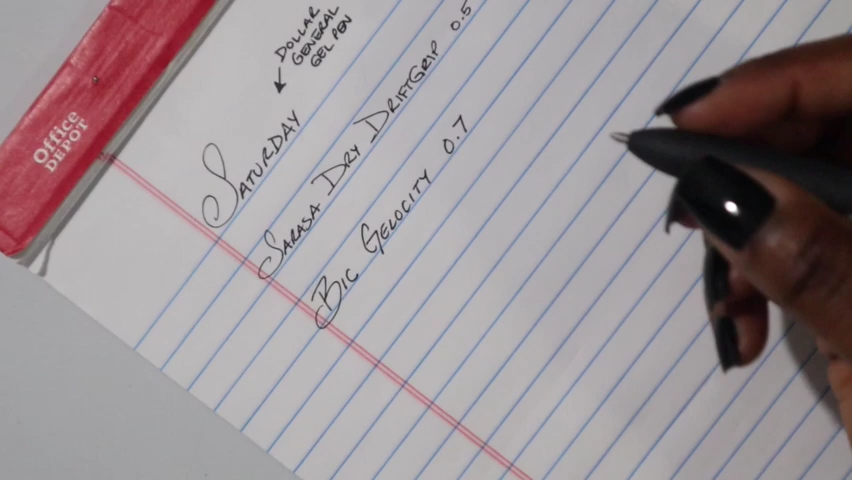 Office
DEPOT
DOLLAR
GENERAL
GEL PEN
SATURDAY
SARASA DRY DRIFTGRIP 0.5
BIC GELOCITY 0.7